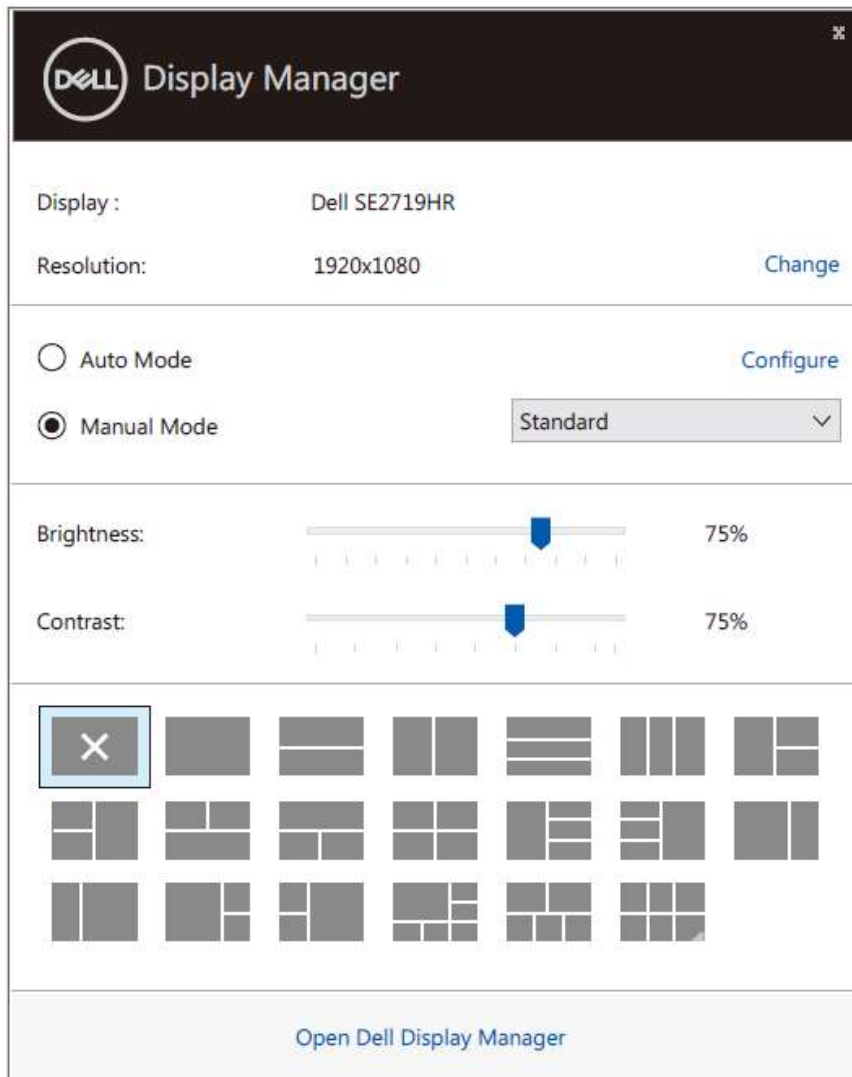 DELL Display Manager
Display : Dell SE2719HR
Resolution: 1920x1080 Change
Auto Mode Configure
Manual Mode Standard
Brightness: 75%
Contrast: 75%
Open Dell Display Manager